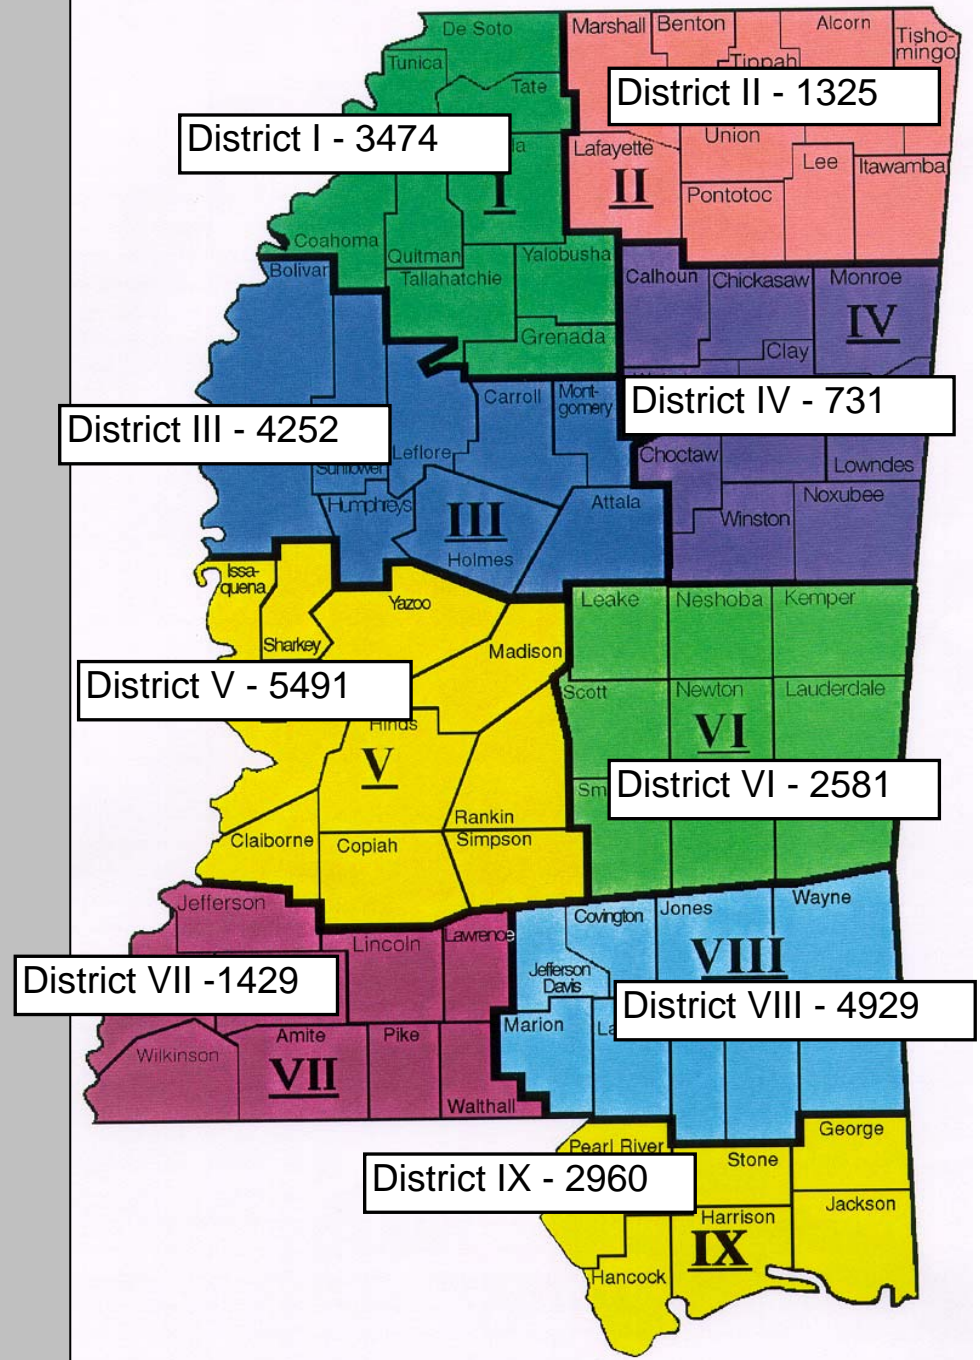 De Soto
Marshall
Benton
Alcorn
Tisho-
mingo
Tunica
Tippah
Tate
District II - 1325
District I - 3474
la
Union
Lafayette
Lee
Itawamba
I
II
Pontotoc
Coahoma
Quitman
Yalobusha
Bolivar
Tallahatchie
Calhoun
Chickasaw
Monroe
IV
Grenada
Clay
Carroll
Mont-
gomery
District IV - 731
District III - 4252
Leflore
Choctaw
Lowndes
Sunflower
Humphreys
III
Attala
Winston
Noxubee
Holmes
Issa-
quena
Yazoo
Leake
Neshoba
Kemper
Sharkey
Madison
District V - 5491
Scott
Newton
Lauderdale
Hinds
V
VI
Sm
District VI - 2581
Rankin
Claiborne
Copiah
Simpson
Jefferson
Covington
Jones
Wayne
Lincoln
Lawrence
VIII
District VII -1429
Jefferson
Davis
District VIII - 4929
Marion
La
Wilkinson
Amite
Pike
VII
Walthall
Pearl River
George
Stone
District IX - 2960
Harrison
Jackson
IX
Hancock